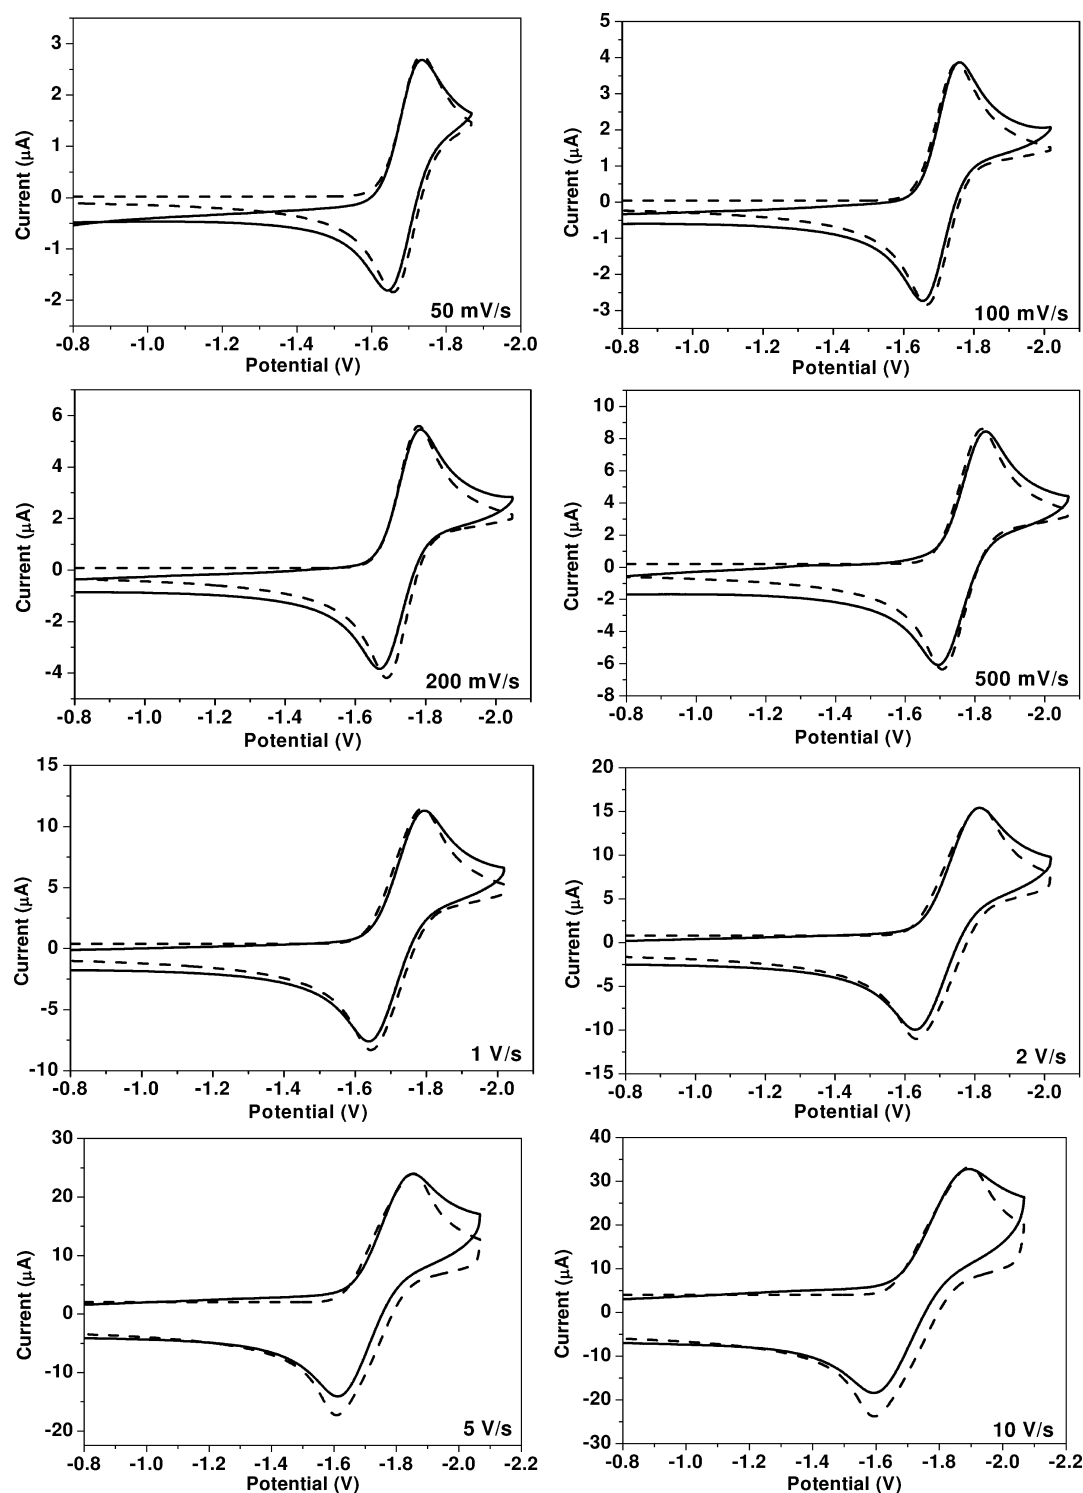 3
2
1
0
-1
-2
Current (μA)
50 mV/s
-0.8 -1.0 -1.2 -1.4 -1.6 -1.8 -2.0
Potential (V)
5
4
3
2
1
0
-1
-2
-3
Current (μA)
100 mV/s
-0.8 -1.0 -1.2 -1.4 -1.6 -1.8 -2.0
Potential (V)
6
4
2
0
-2
-4
Current (μA)
200 mV/s
-0.8 -1.0 -1.2 -1.4 -1.6 -1.8 -2.0
Potential (V)
10
8
6
4
2
0
-2
-4
-6
-8
Current (μA)
500 mV/s
-0.8 -1.0 -1.2 -1.4 -1.6 -1.8 -2.0
Potential (V)
15
10
5
0
-5
-10
Current (μA)
1 V/s
-0.8 -1.0 -1.2 -1.4 -1.6 -1.8 -2.0
Potential (V)
20
15
10
5
0
-5
-10
-15
Current (μA)
2 V/s
-0.8 -1.0 -1.2 -1.4 -1.6 -1.8 -2.0
Potential (V)
30
20
10
0
-10
-20
Current (μA)
5 V/s
-0.8 -1.0 -1.2 -1.4 -1.6 -1.8 -2.0 -2.2
Potential (V)
40
30
20
10
0
-10
-20
-30
Current (μA)
10 V/s
-0.8 -1.0 -1.2 -1.4 -1.6 -1.8 -2.0 -2.2
Potential (V)